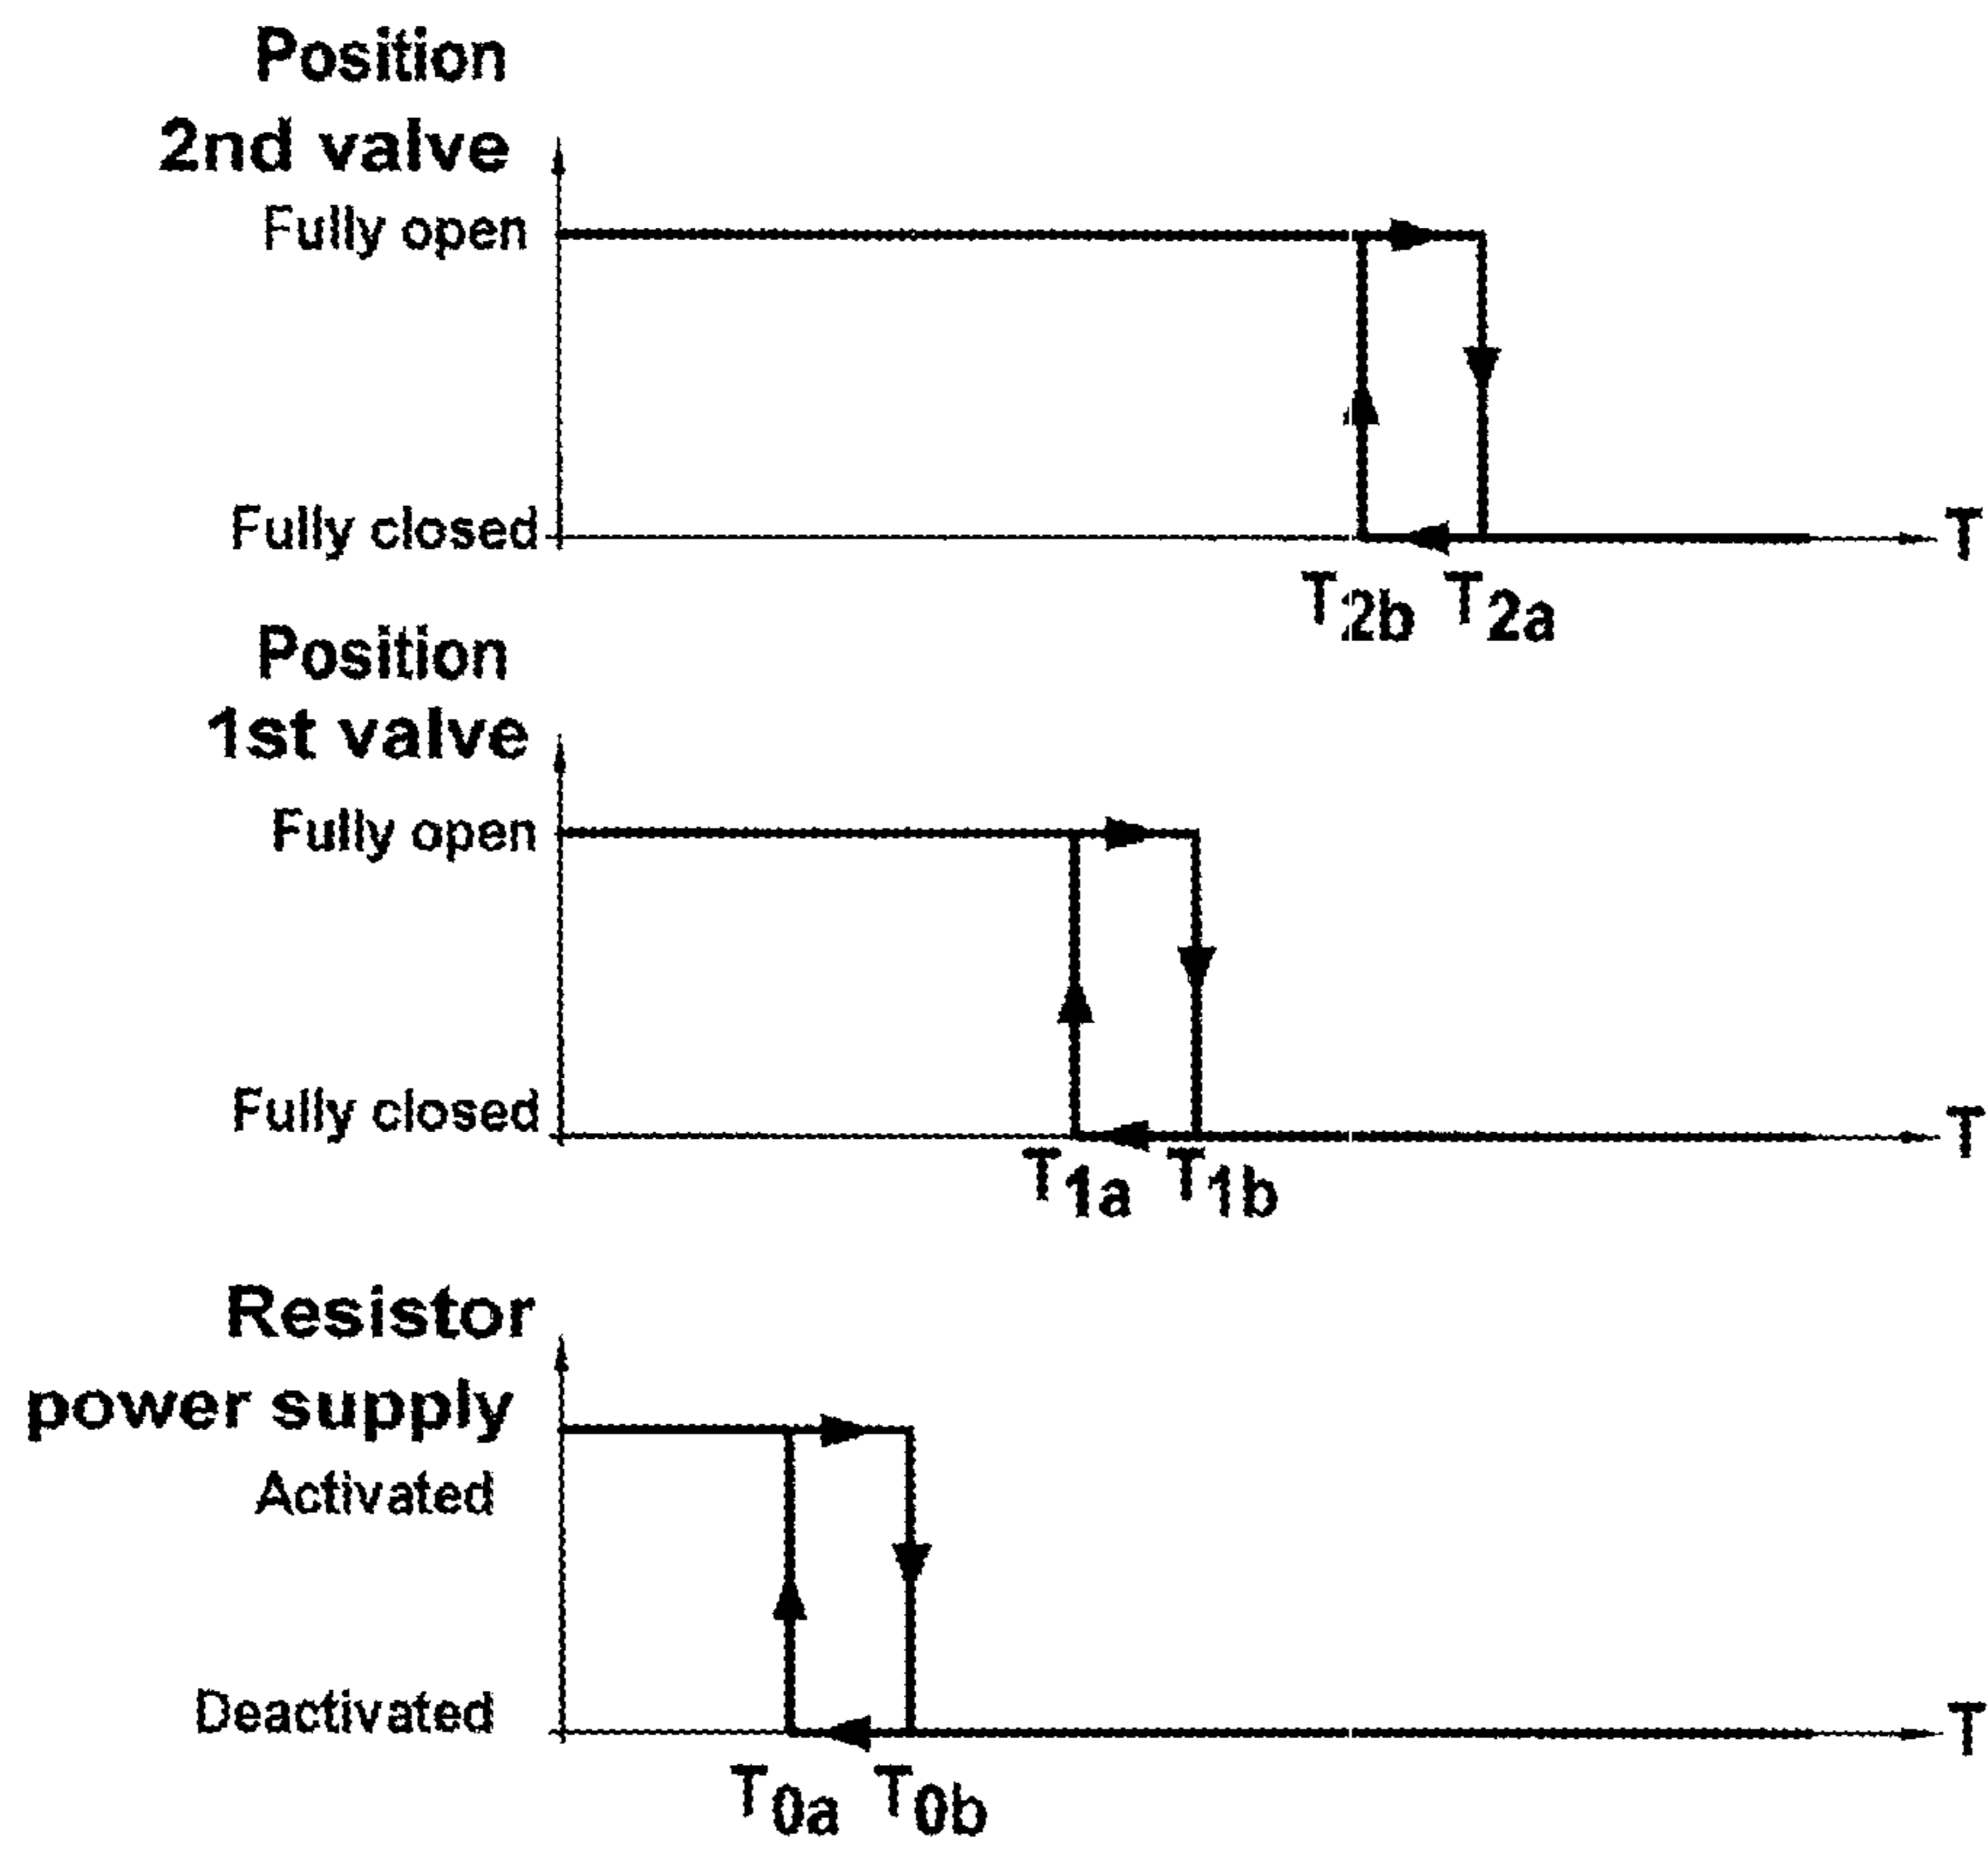 Position
2nd valve
Fully open
Fully closed
T
T2b T2a
Position
1st valve
Fully open
Fully closed
T
T1a T1b
Resistor
power supply
Activated
Deactivated
T
T0a T0b